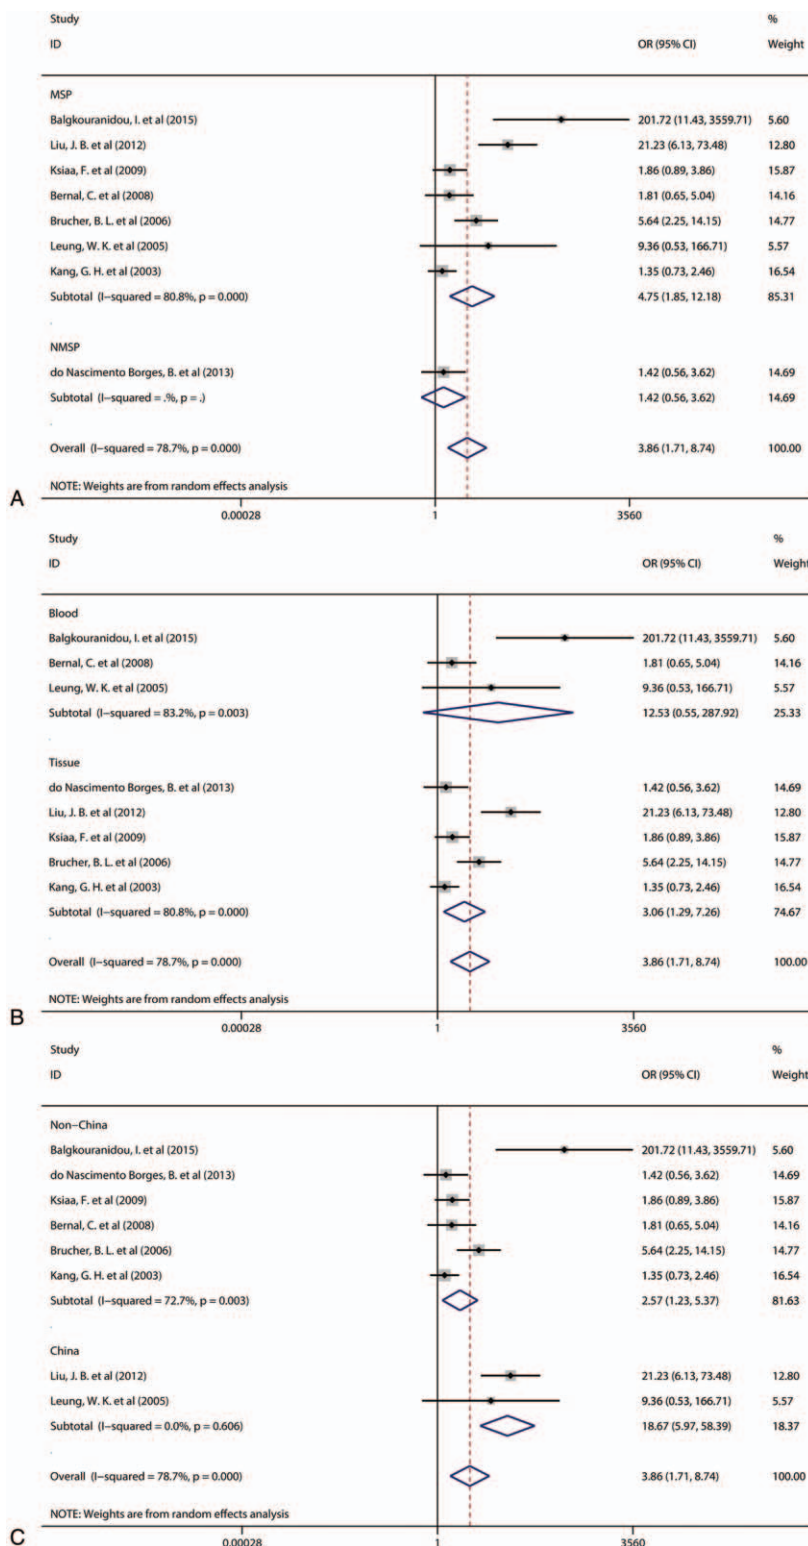 Study %
ID OR (95% CI) Weight
MSP
Balgkouranidou, I. et al (2015) 201.72 (11.43, 3559.71) 5.60
Liu, J. B. et al (2012) 21.23 (6.13, 73.48) 12.80
Ksiaa, F. et al (2009) 1.86 (0.89, 3.86) 15.87
Bernal, C. et al (2008) 1.81 (0.65, 5.04) 14.16
Brucher, B. L. et al (2006) 5.64 (2.25, 14.15) 14.77
Leung, W. K. et al (2005) 9.36 (0.53, 166.71) 5.57
Kang, G. H. et al (2003) 1.35 (0.73, 2.46) 16.54
Subtotal (I-squared = 80.8%, p = 0.000) 4.75 (1.85, 12.18) 85.31
.
NMSP
do Nascimento Borges, B. et al (2013) 1.42 (0.56, 3.62) 14.69
Subtotal (I-squared = .%, p = .) 1.42 (0.56, 3.62) 14.69
.
Overall (I-squared = 78.7%, p = 0.000) 3.86 (1.71, 8.74) 100.00
NOTE: Weights are from random effects analysis
A
0.00028 1 3560
Study %
ID OR (95% CI) Weight
Blood
Balgkouranidou, I. et al (2015) 201.72 (11.43, 3559.71) 5.60
Bernal, C. et al (2008) 1.81 (0.65, 5.04) 14.16
Leung, W. K. et al (2005) 9.36 (0.53, 166.71) 5.57
Subtotal (I-squared = 83.2%, p = 0.003) 12.53 (0.55, 287.92) 25.33
.
Tissue
do Nascimento Borges, B. et al (2013) 1.42 (0.56, 3.62) 14.69
Liu, J. B. et al (2012) 21.23 (6.13, 73.48) 12.80
Ksiaa, F. et al (2009) 1.86 (0.89, 3.86) 15.87
Brucher, B. L. et al (2006) 5.64 (2.25, 14.15) 14.77
Kang, G. H. et al (2003) 1.35 (0.73, 2.46) 16.54
Subtotal (I-squared = 80.8%, p = 0.000) 3.06 (1.29, 7.26) 74.67
.
Overall (I-squared = 78.7%, p = 0.000) 3.86 (1.71, 8.74) 100.00
NOTE: Weights are from random effects analysis
B
0.00028 1 3560
Study %
ID OR (95% CI) Weight
Non-China
Balgkouranidou, I. et al (2015) 201.72 (11.43, 3559.71) 5.60
do Nascimento Borges, B. et al (2013) 1.42 (0.56, 3.62) 14.69
Ksiaa, F. et al (2009) 1.86 (0.89, 3.86) 15.87
Bernal, C. et al (2008) 1.81 (0.65, 5.04) 14.16
Brucher, B. L. et al (2006) 5.64 (2.25, 14.15) 14.77
Kang, G. H. et al (2003) 1.35 (0.73, 2.46) 16.54
Subtotal (I-squared = 72.7%, p = 0.003) 2.57 (1.23, 5.37) 81.63
.
China
Liu, J. B. et al (2012) 21.23 (6.13, 73.48) 12.80
Leung, W. K. et al (2005) 9.36 (0.53, 166.71) 5.57
Subtotal (I-squared = 0.0%, p = 0.606) 18.67 (5.97, 58.39) 18.37
.
Overall (I-squared = 78.7%, p = 0.000) 3.86 (1.71, 8.74) 100.00
NOTE: Weights are from random effects analysis
C
0.00028 1 3560